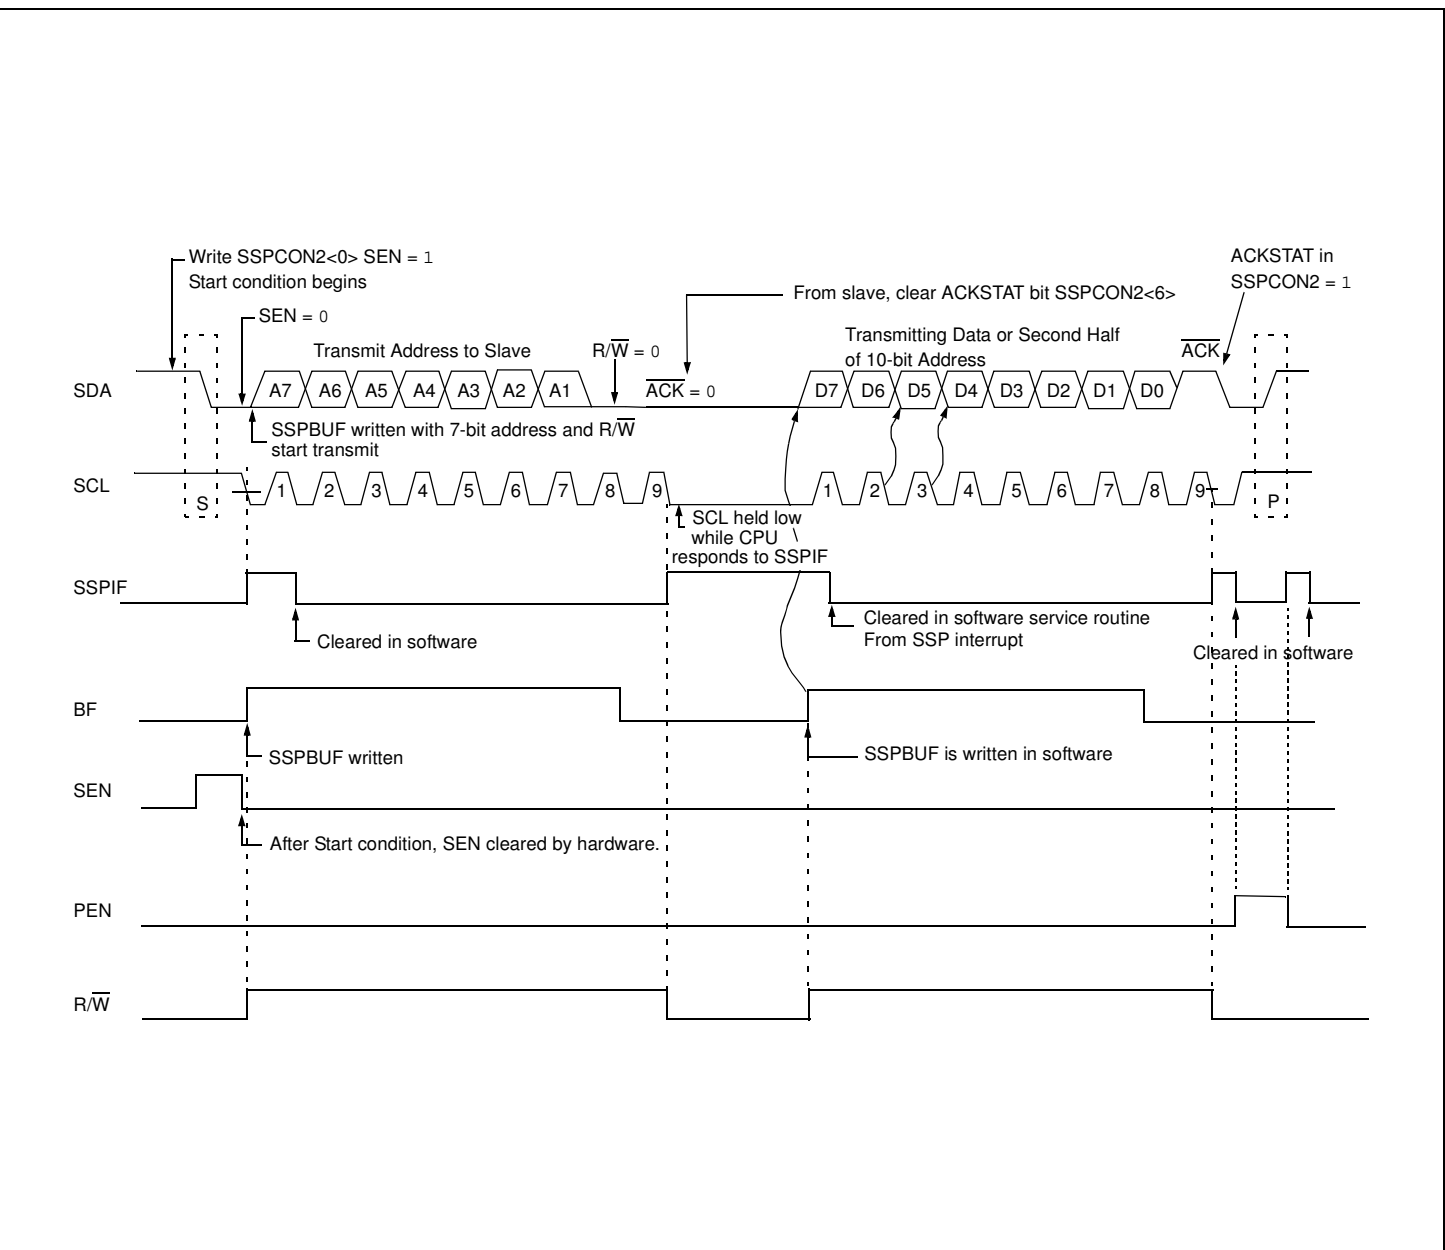 Write SSPCON2<0> SEN = 1
Start condition begins
ACKSTAT in
SSPCON2 = 1
From slave, clear ACKSTAT bit SSPCON2<6>
SEN = 0
Transmit Address to Slave
R/W̅ = 0
Transmitting Data or Second Half
of 10-bit Address
A̅C̅K̅
SDA
A7 A6 A5 A4 A3 A2 A1
A̅C̅K̅ = 0
D7 D6 D5 D4 D3 D2 D1 D0
SSPBUF written with 7-bit address and R/W̅
start transmit
SCL
S
1 2 3 4 5 6 7 8 9
1 2 3 4 5 6 7 8 9
P
SCL held low
while CPU
responds to SSPIF
SSPIF
Cleared in software
Cleared in software service routine
From SSP interrupt
Cleared in software
BF
SSPBUF written
SSPBUF is written in software
SEN
After Start condition, SEN cleared by hardware.
PEN
R/W̅